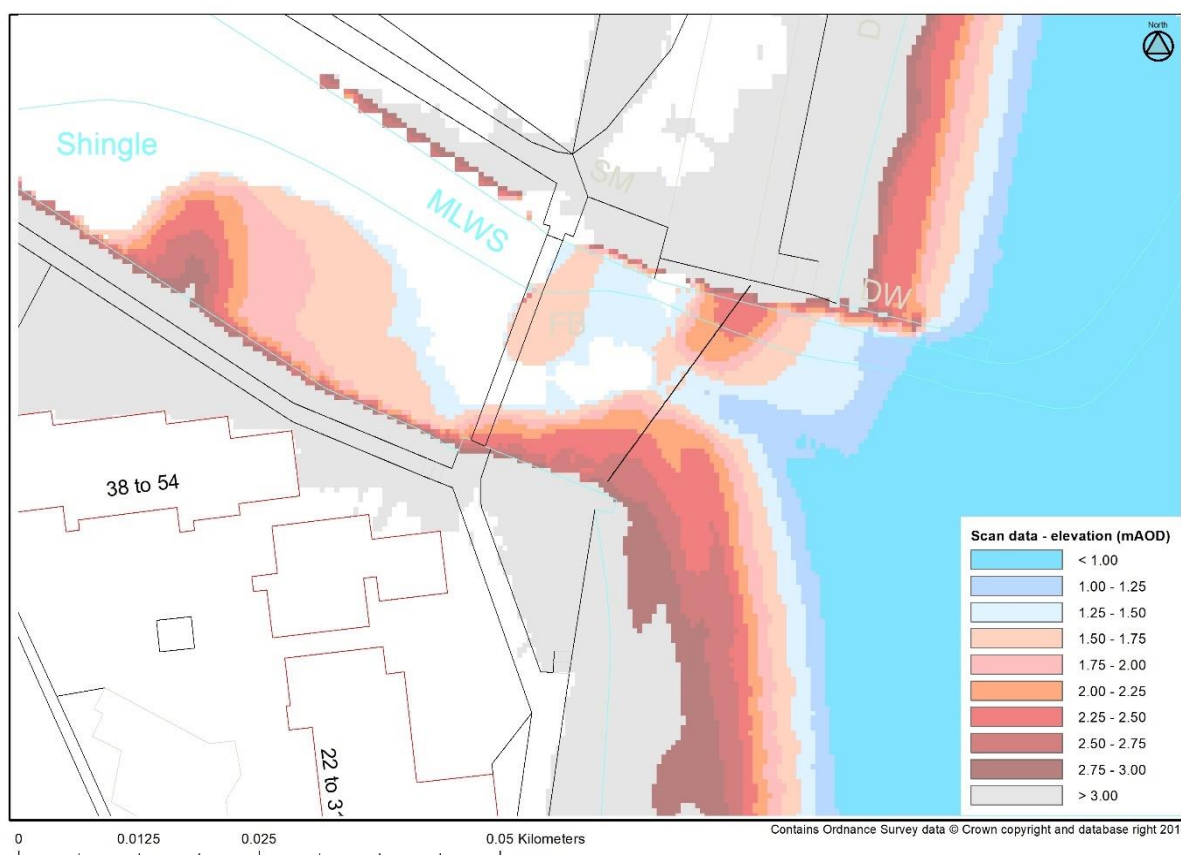 North
D
Shingle
SM
MLWS
DW
FB
38 to 54
22 to 3
Scan data - elevation (mAOD)
< 1.00
1.00 - 1.25
1.25 - 1.50
1.50 - 1.75
1.75 - 2.00
2.00 - 2.25
2.25 - 2.50
2.50 - 2.75
2.75 - 3.00
> 3.00
0 0.0125 0.025 0.05 Kilometers
Contains Ordnance Survey data © Crown copyright and database right 201